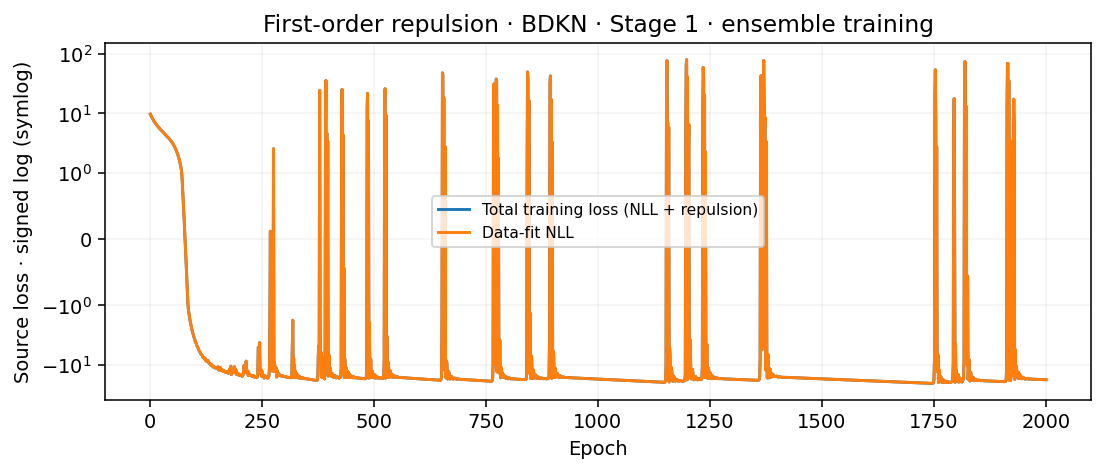 First-order repulsion · BDKN · Stage 1 · ensemble training
Source loss · signed log (symlog)
10²
10¹
10⁰
0
−10⁰
−10¹
Total training loss (NLL + repulsion)
Data-fit NLL
0 250 500 750 1000 1250 1500 1750 2000
Epoch